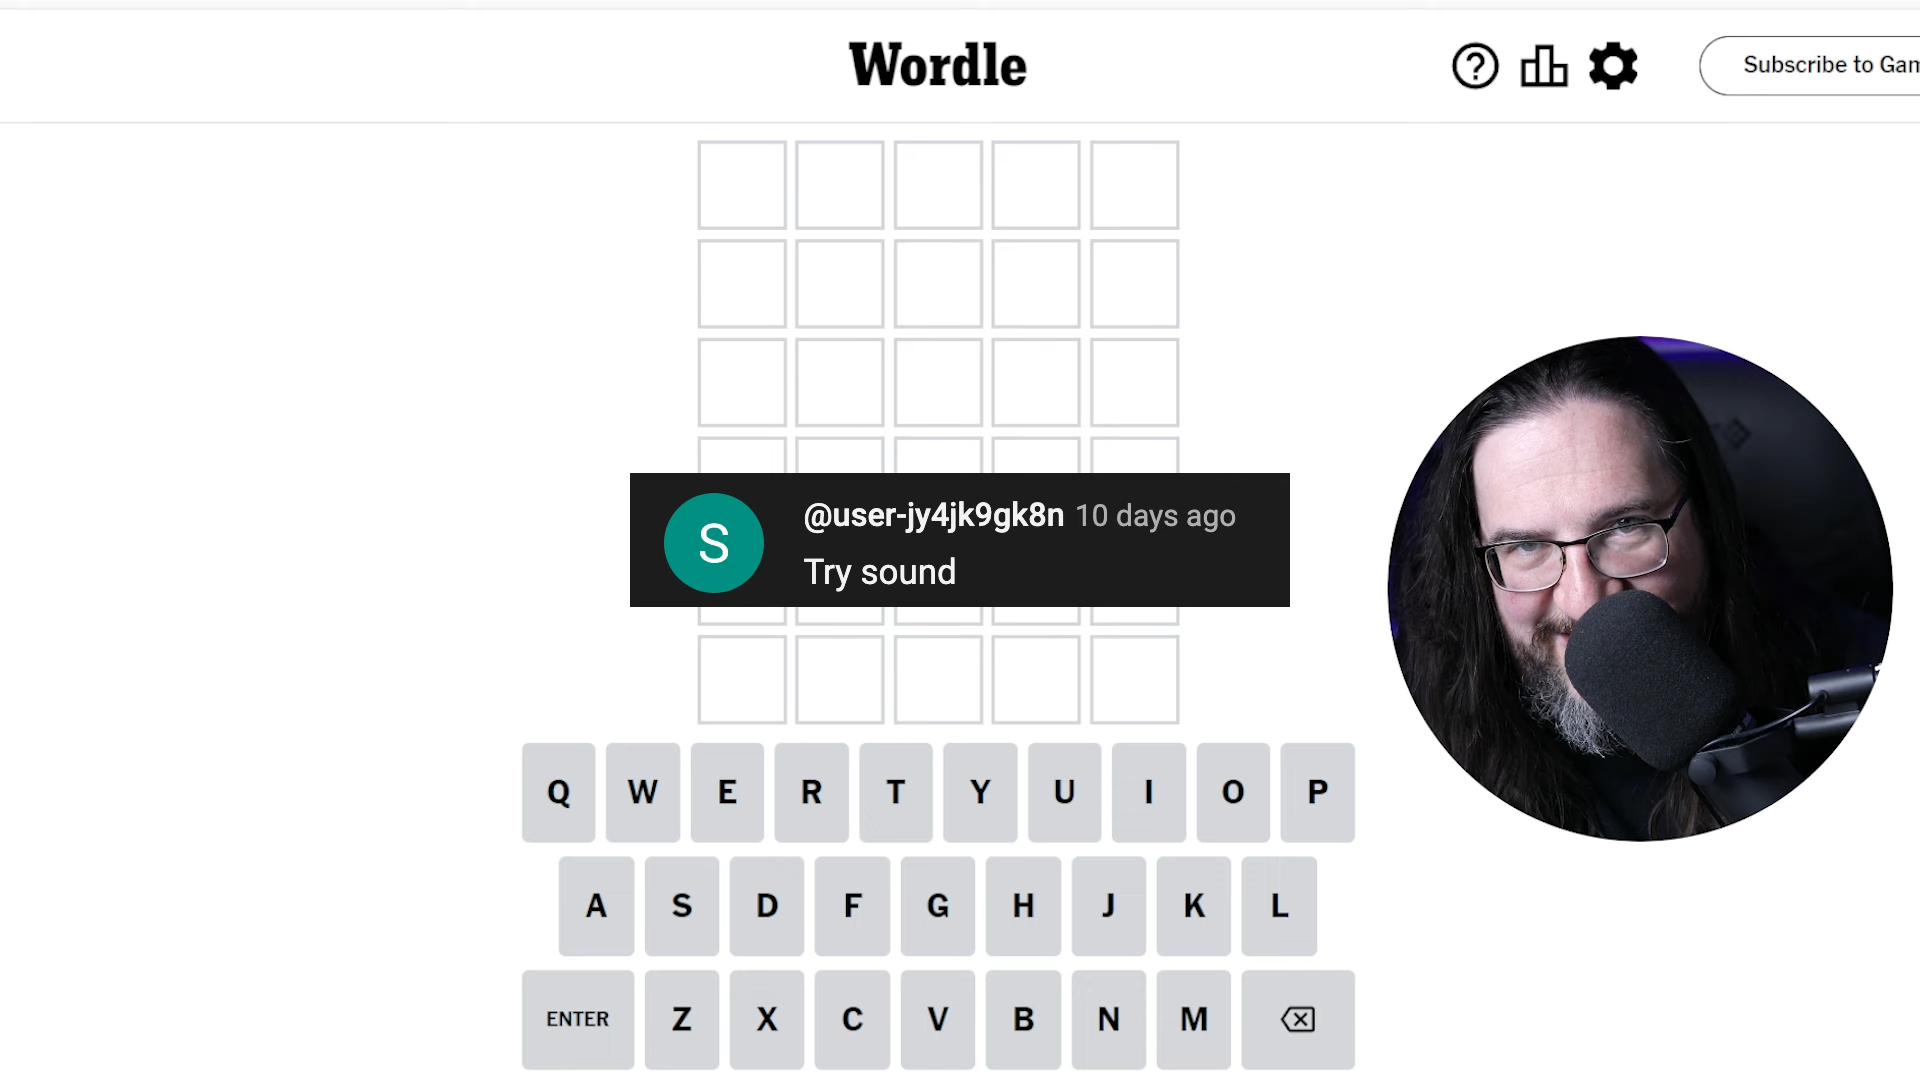 Wordle
Subscribe to Gam
S
@user-jy4jk9gk8n 10 days ago
Try sound
Q W E R T Y U I O P
A S D F G H J K L
ENTER Z X C V B N M